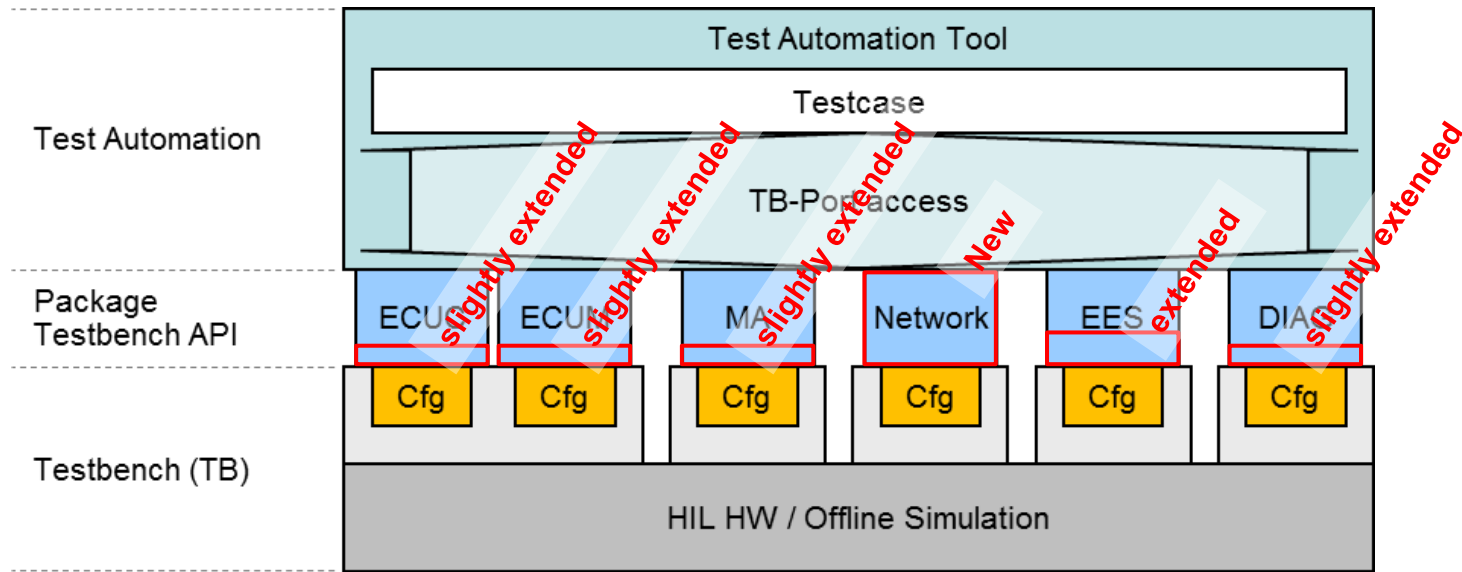 Test Automation Tool
Testcase
Test Automation
TB-Port access
slightly extended
slightly extended
slightly extended
New
extended
slightly extended
Package
Testbench API
ECUC
ECUM
MA
Network
EES
DIAG
Cfg
Cfg
Cfg
Cfg
Cfg
Cfg
Testbench (TB)
HIL HW / Offline Simulation